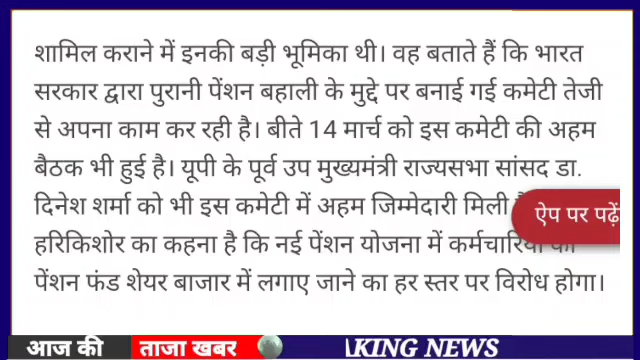 शामिल कराने में इनकी बड़ी भूमिका थी। वह बताते हैं कि भारत
सरकार द्वारा पुरानी पेंशन बहाली के मुद्दे पर बनाई गई कमेटी तेजी
से अपना काम कर रही है। बीते 14 मार्च को इस कमेटी की अहम
बैठक भी हुई है। यूपी के पूर्व उप मुख्यमंत्री राज्यसभा सांसद डा.
दिनेश शर्मा को भी इस कमेटी में अहम जिम्मेदारी मिली
ऐप पर पढ़ें
हरिकिशोर का कहना है कि नई पेंशन योजना में
पेंशन फंड शेयर बाजार में लगाए जाने का हर स्तर पर विरोध होगा।
आज की ताजा खबर KING NEWS